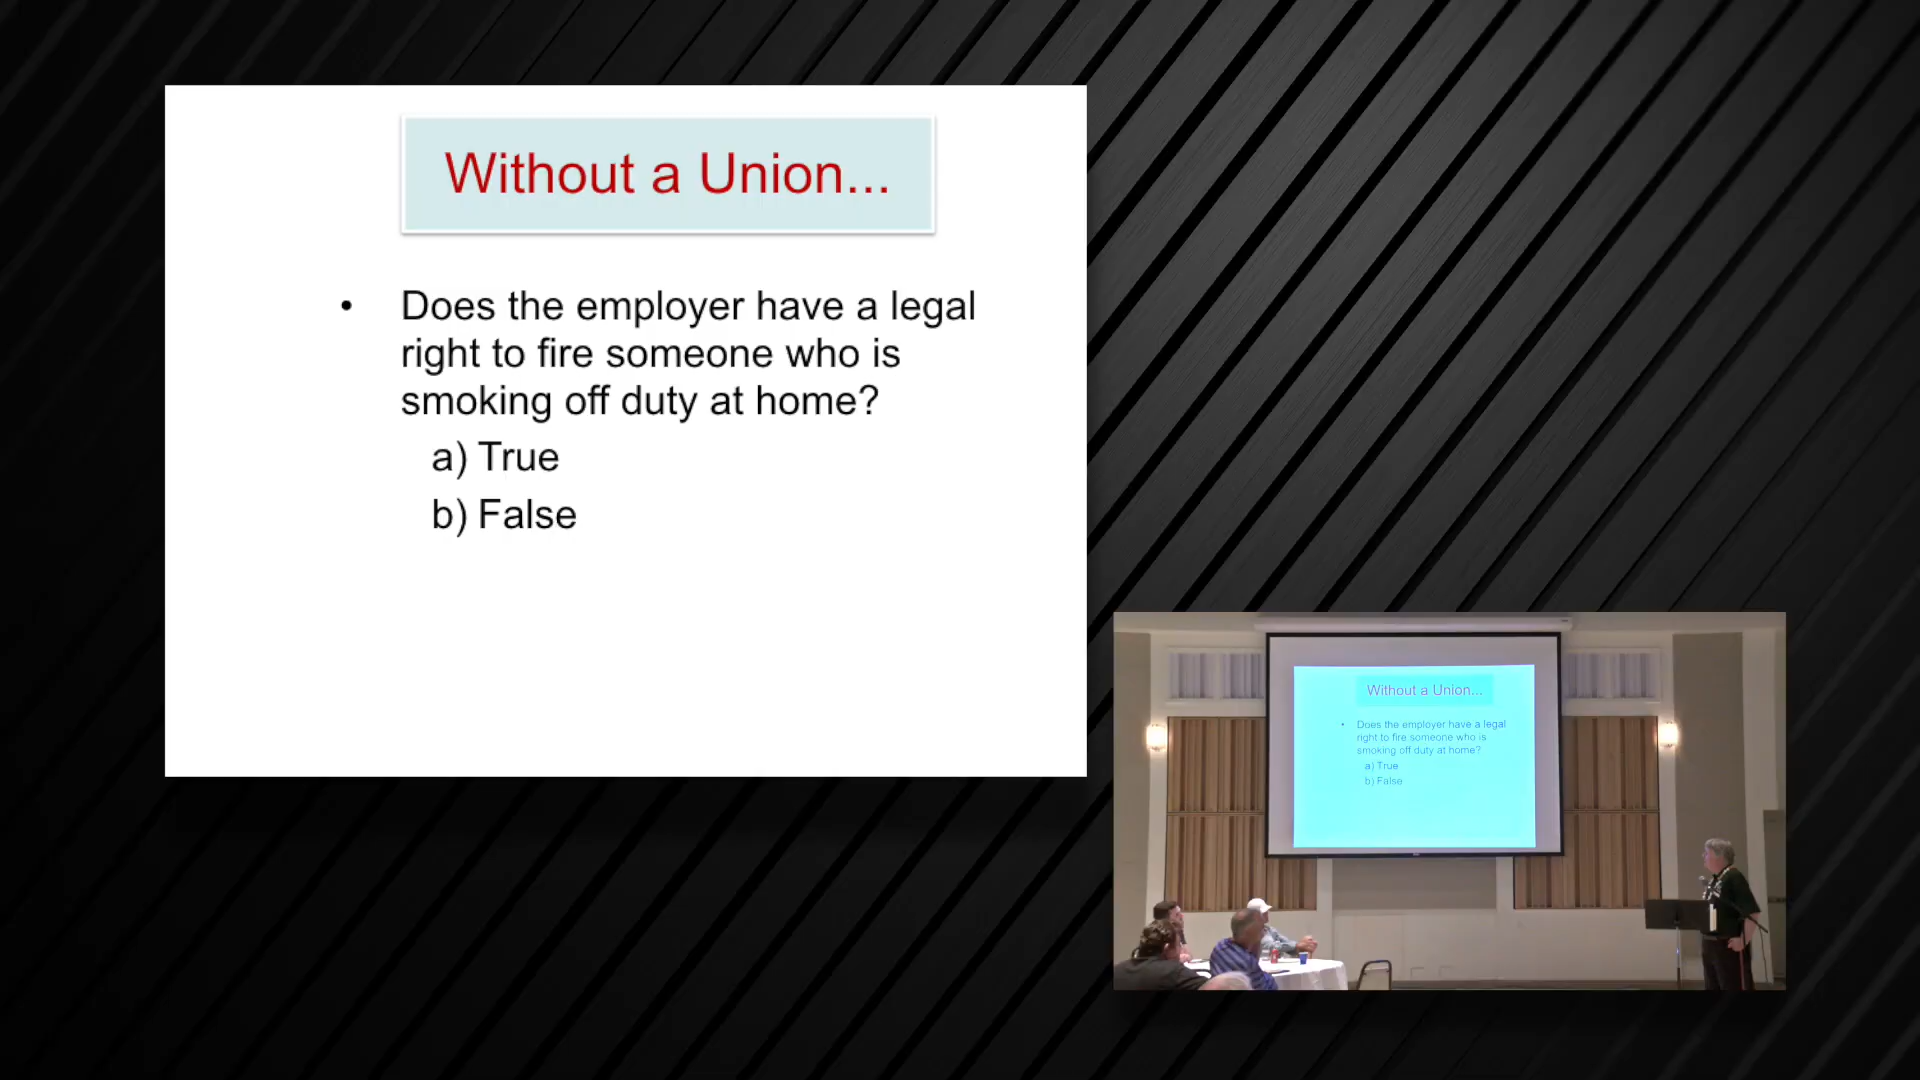 Without a Union...
• Does the employer have a legal
right to fire someone who is
smoking off duty at home?
a) True
b) False
Without a Union...
• Does the employer have a legal
right to fire someone who is
smoking off duty at home?
a) True
b) False